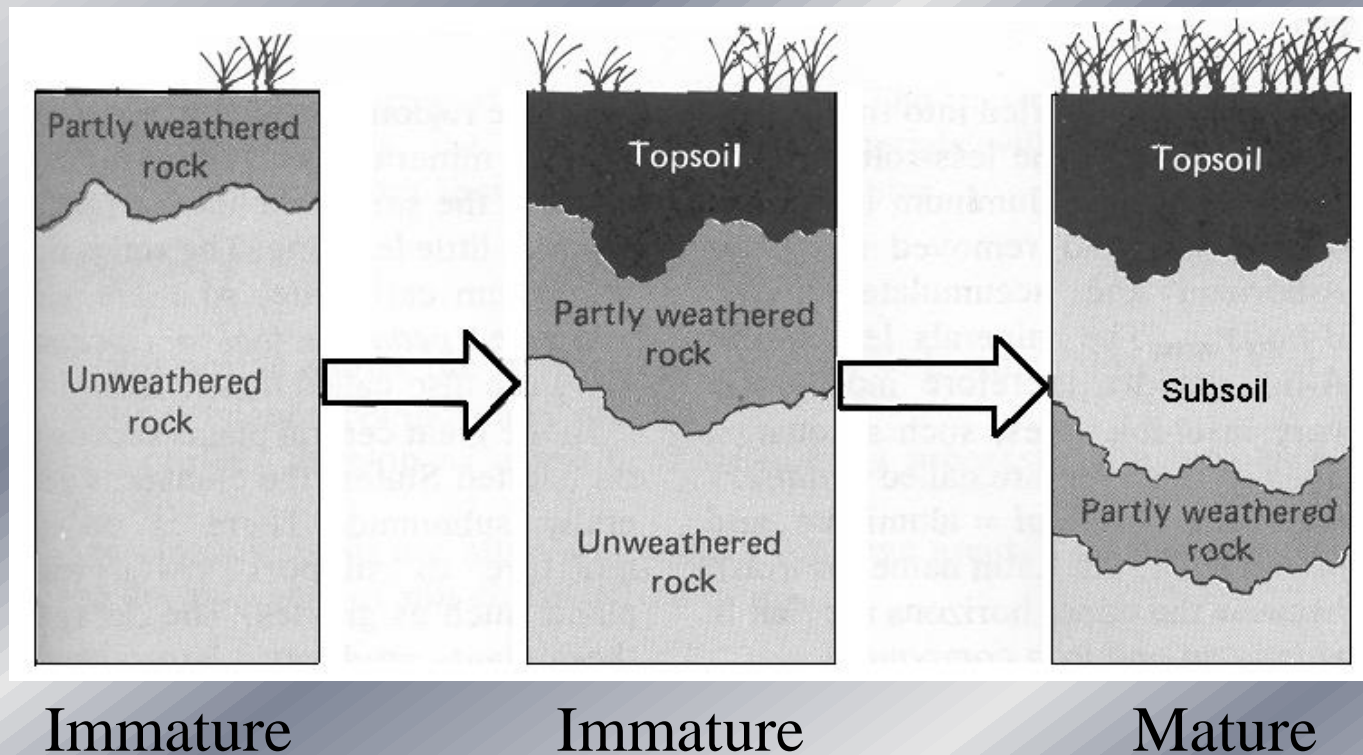 Partly weathered
rock
Unweathered
rock
Topsoil
Partly weathered
rock
Unweathered
rock
Topsoil
Subsoil
Partly weathered
rock
Immature
Immature
Mature